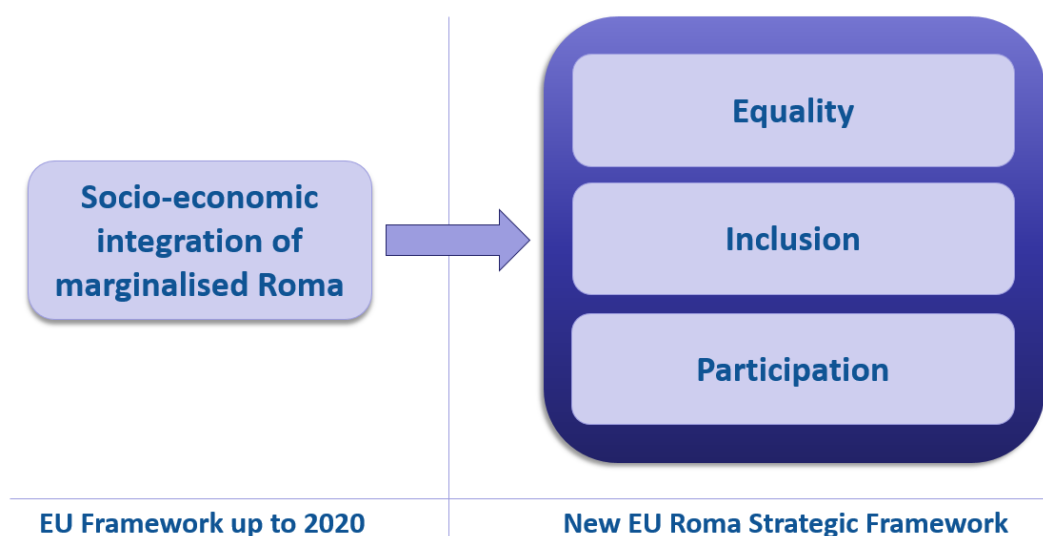 Socio-economic
integration of
marginalised Roma
Equality
Inclusion
Participation
EU Framework up to 2020
New EU Roma Strategic Framework